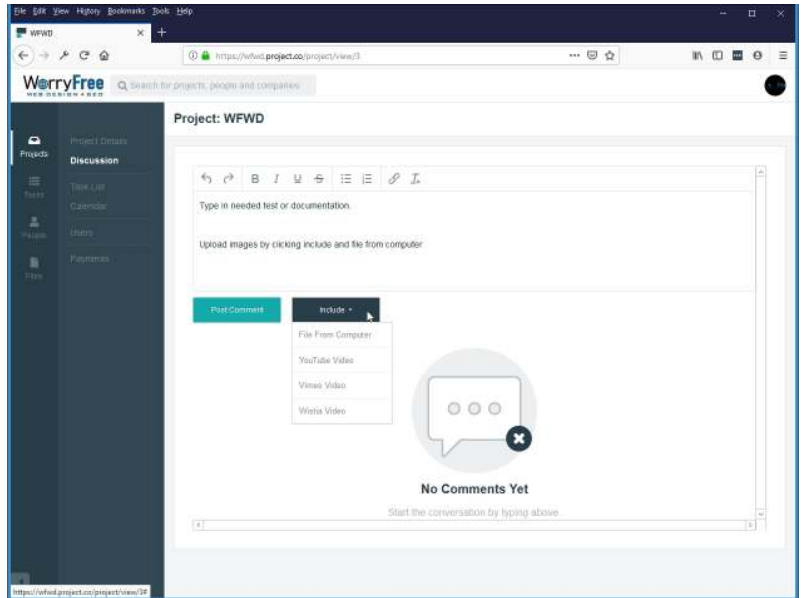 File Edit View History Bookmarks Tools Help
WFWD
https://wfwd.project.co/project/view/3
WorryFree
WEB DESIGN + SEO
Search for projects, people and companies
Project: WFWD
Projects
Tasks
People
Files
Project Details
Discussion
Task List
Calendar
Users
Payments
B I U S
Type in needed test or documentation.
Upload images by clicking include and file from computer
Post Comment
Include
File From Computer
YouTube Video
Vimeo Video
Wistia Video
No Comments Yet
Start the conversation by typing above.
https://wfwd.project.co/project/view/3#